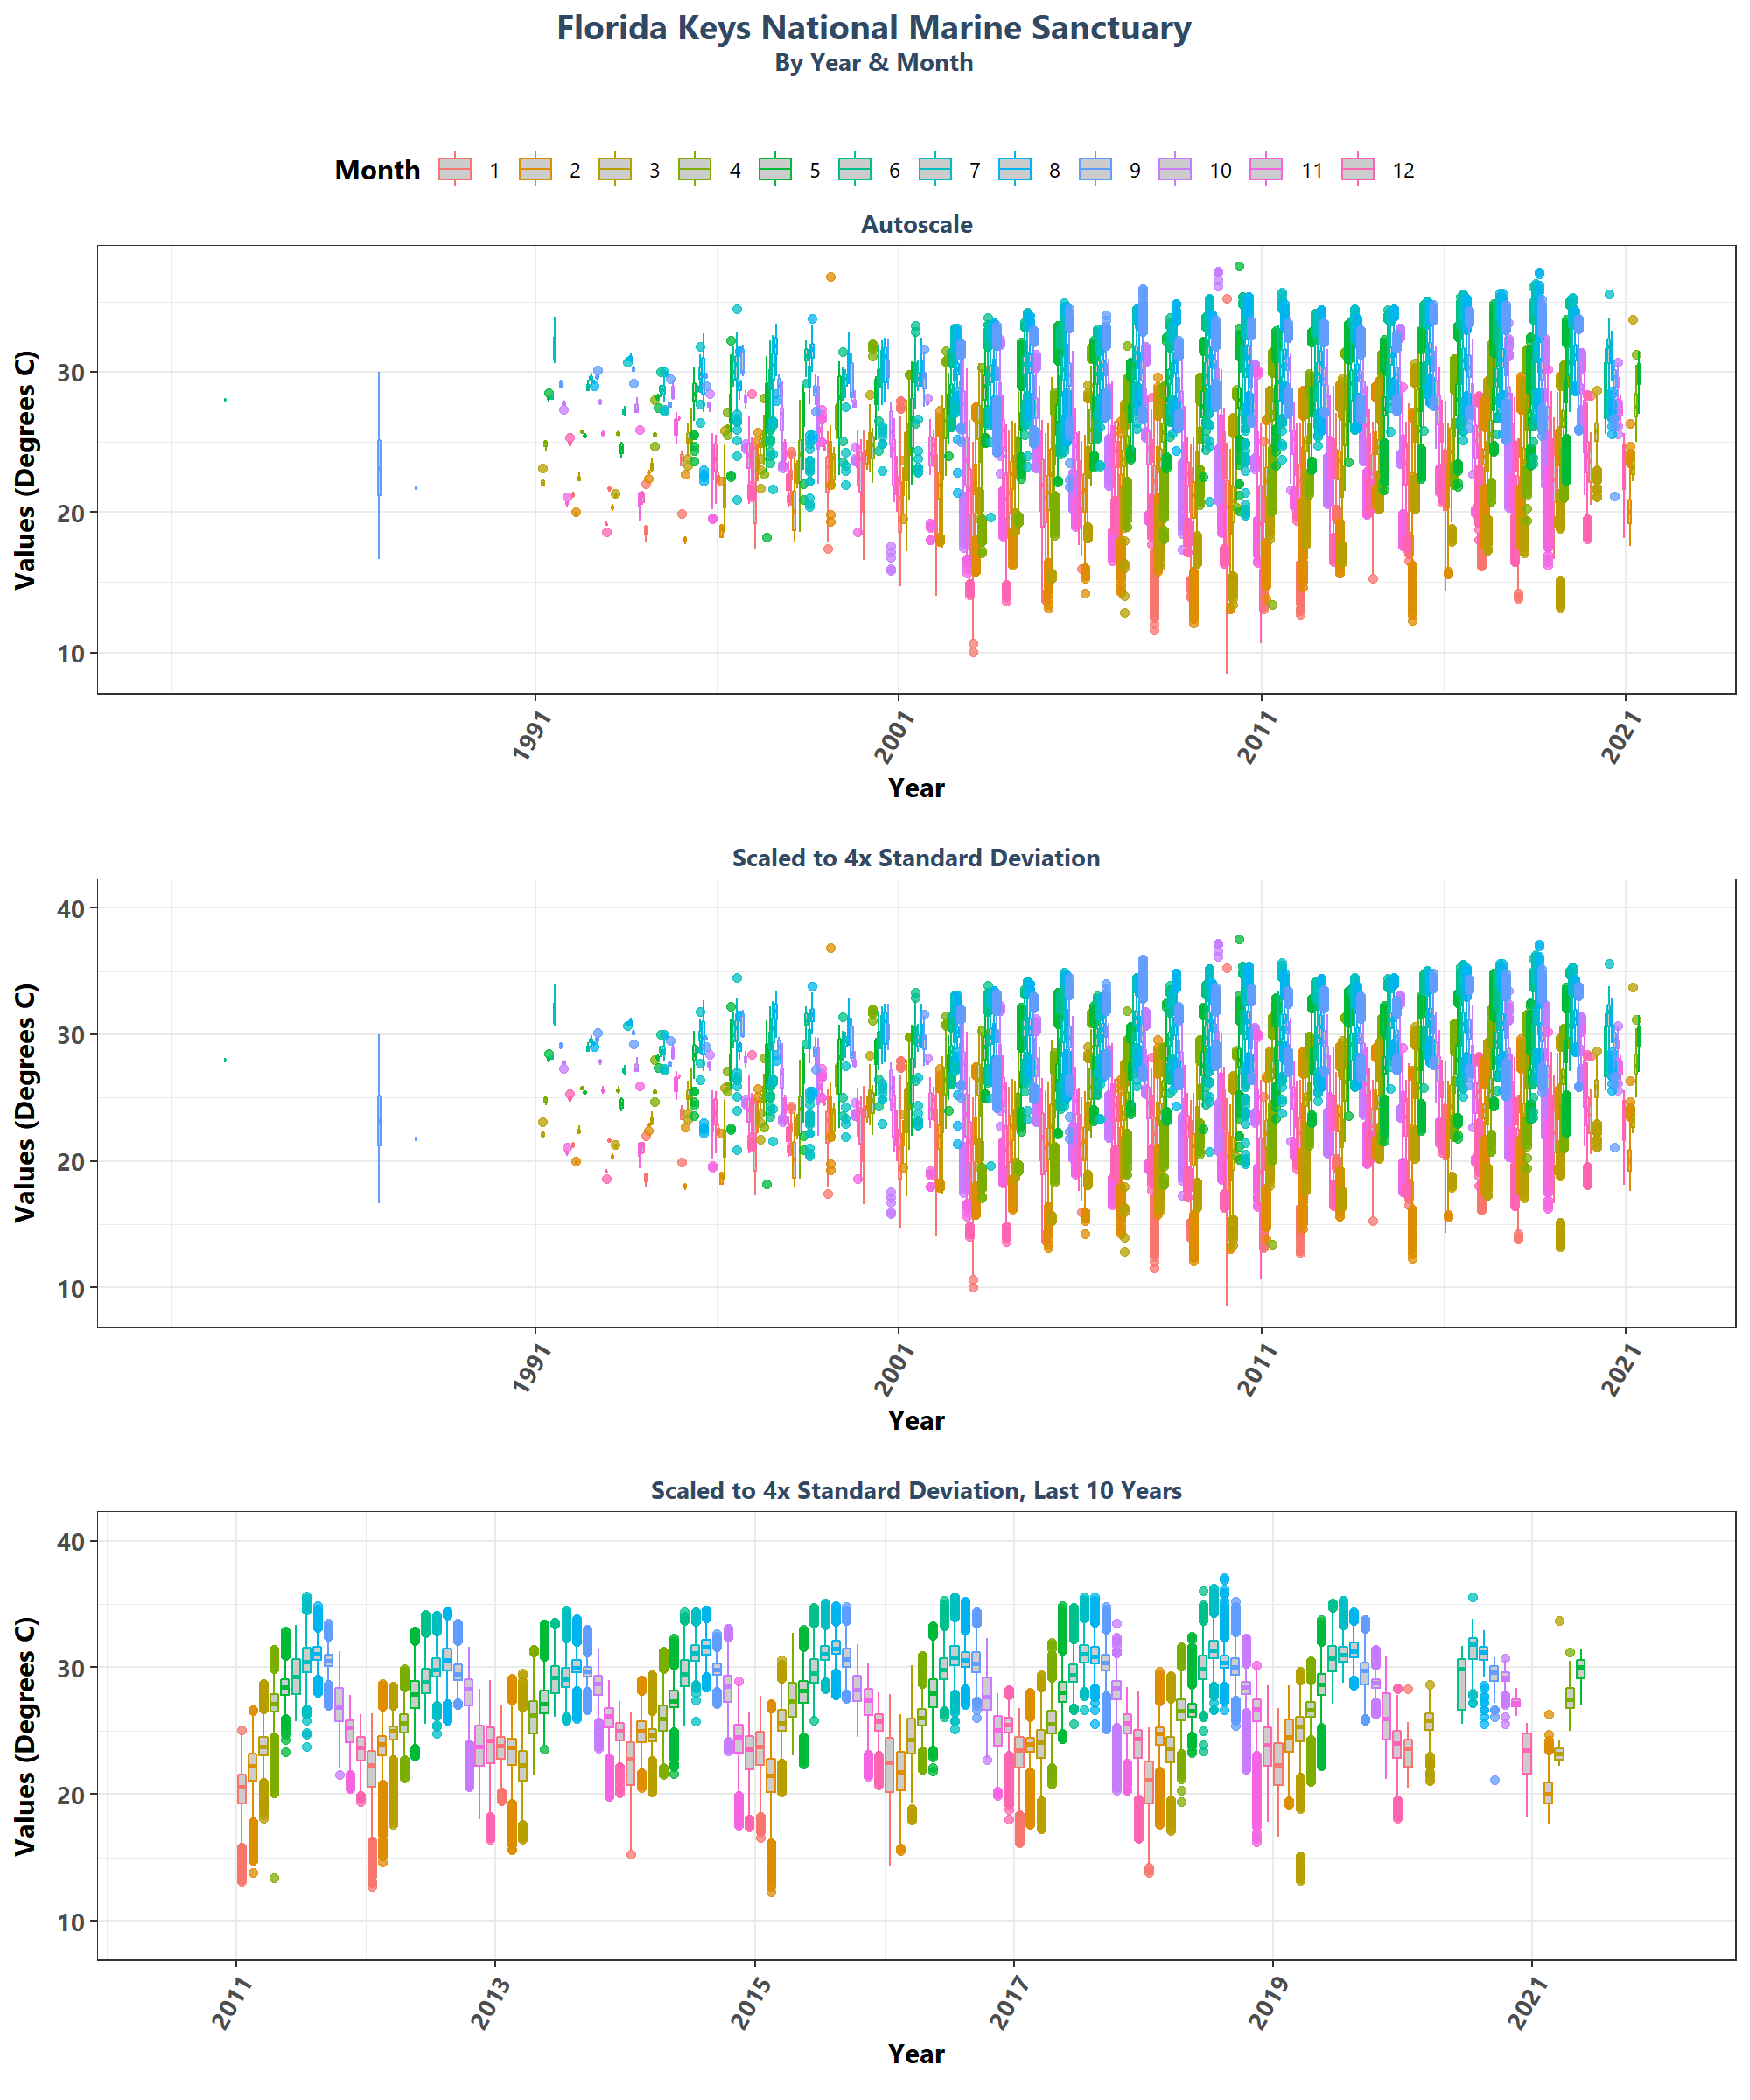 Florida Keys National Marine Sanctuary
By Year & Month
Month 1 2 3 4 5 6 7 8 9 10 11 12
Autoscale
Values (Degrees C)
30
20
10
1991 2001 2011 2021
Year
Scaled to 4x Standard Deviation
Values (Degrees C)
40
30
20
10
1991 2001 2011 2021
Year
Scaled to 4x Standard Deviation, Last 10 Years
Values (Degrees C)
40
30
20
10
2011 2013 2015 2017 2019 2021
Year